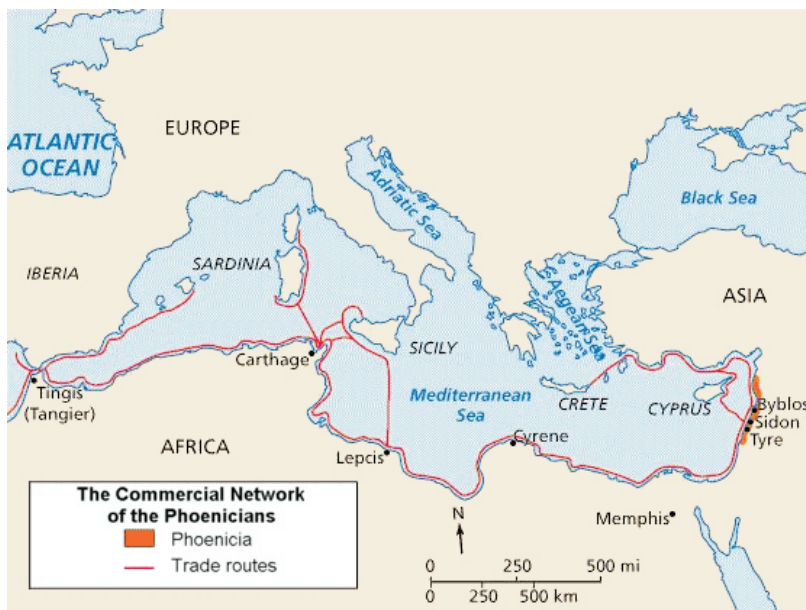 EUROPE
ATLANTIC
OCEAN
Adriatic Sea
Black Sea
IBERIA
SARDINIA
Aegean Sea
ASIA
Carthage
SICILY
Tingis
(Tangier)
Mediterranean
Sea
CRETE
CYPRUS
Byblos
Sidon
Tyre
AFRICA
Lepcis
Cyrene
Memphis
The Commercial Network
of the Phoenicians
Phoenicia
Trade routes
N
0 250 500 mi
0 250 500 km